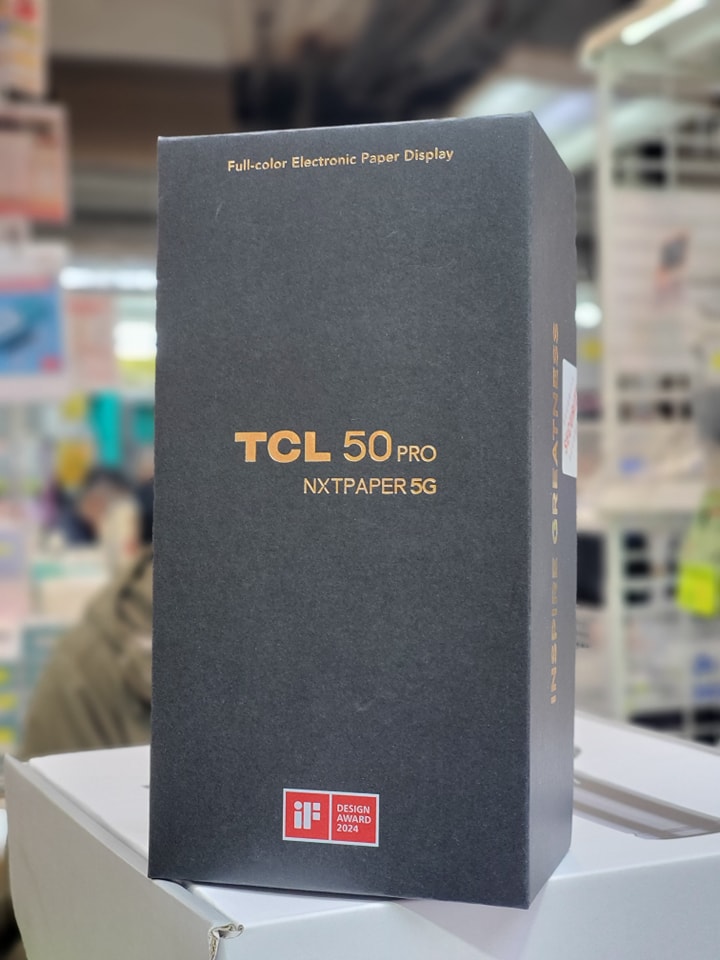 Full-color Electronic Paper Display
TCL 50 PRO
NXTPAPER 5G
INSPIRE GREATNESS
iF
DESIGN
AWARD
2024